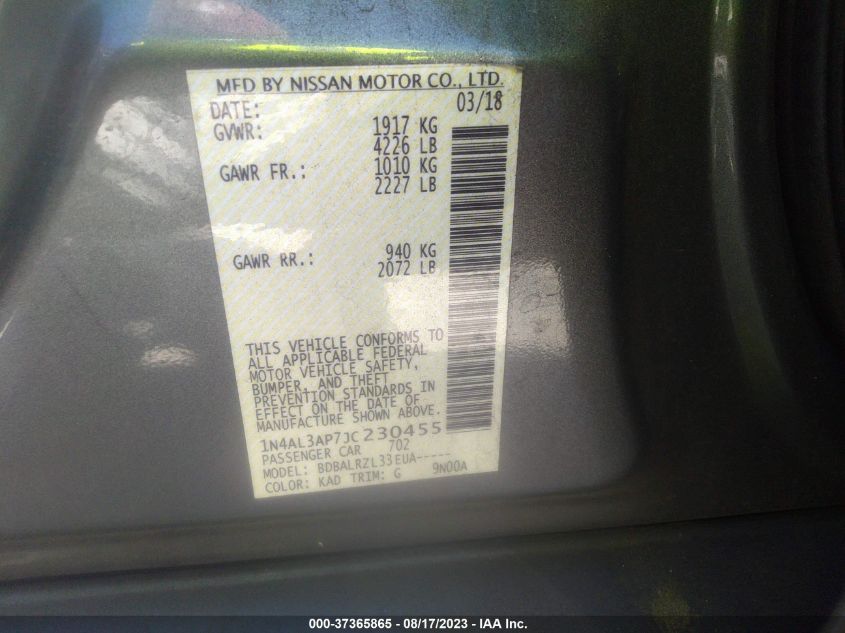 MFD BY NISSAN MOTOR CO., LTD.
DATE: 03/18
GVWR: 1917 KG
4226 LB
GAWR FR.: 1010 KG
2227 LB
GAWR RR.: 940 KG
2072 LB
THIS VEHICLE CONFORMS TO
ALL APPLICABLE FEDERAL
MOTOR VEHICLE SAFETY,
BUMPER, AND THEFT
PREVENTION STANDARDS IN
EFFECT ON THE DATE OF
MANUFACTURE SHOWN ABOVE.
1N4AL3AP7JC230455
PASSENGER CAR 702
MODEL: BDBALRZL33EUA-----
COLOR: KAD TRIM: G 9N00A
000-37365865 - 08/17/2023 - IAA Inc.